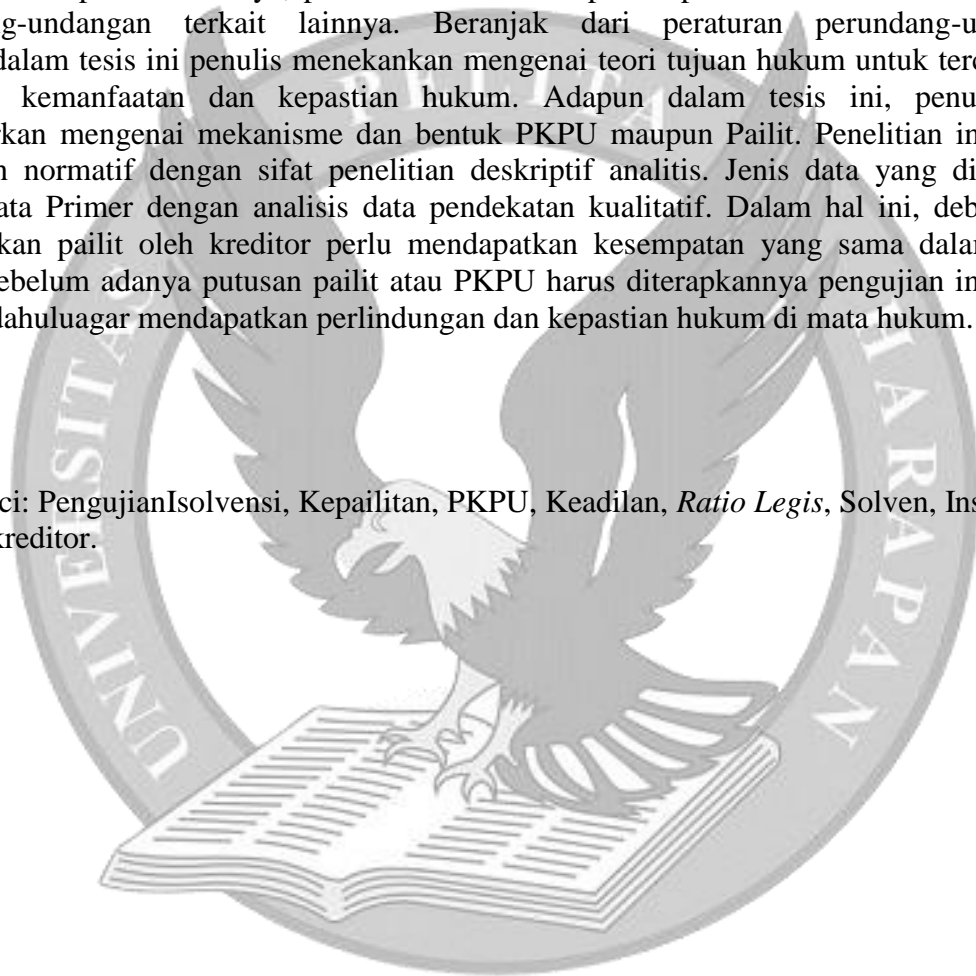 g-undangan terkait lainnya. Beranjak dari peraturan perundang-u
dalam tesis ini penulis menekankan mengenai teori tujuan hukum untuk terc
kemanfaatan dan kepastian hukum. Adapun dalam tesis ini, penu
rkan mengenai mekanisme dan bentuk PKPU maupun Pailit. Penelitian in
n normatif dengan sifat penelitian deskriptif analitis. Jenis data yang di
ata Primer dengan analisis data pendekatan kualitatif. Dalam hal ini, deb
kan pailit oleh kreditor perlu mendapatkan kesempatan yang sama dalam
ebelum adanya putusan pailit atau PKPU harus diterapkannya pengujian in
dahuluagar mendapatkan perlindungan dan kepastian hukum di mata hukum.
ci: PengujianIsolvensi, Kepailitan, PKPU, Keadilan, Ratio Legis, Solven, Ins
kreditor.
UNIVERSITAS PELITA HARAPAN